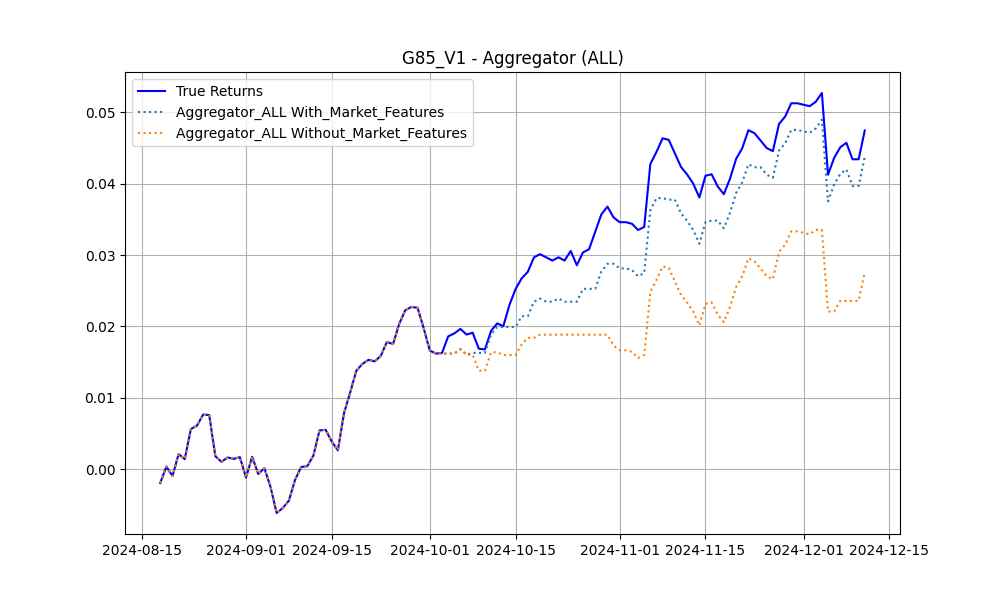 G85_V1 - Aggregator (ALL)
True Returns
Aggregator_ALL With_Market_Features
Aggregator_ALL Without_Market_Features
0.05
0.04
0.03
0.02
0.01
0.00
2024-08-15 2024-09-01 2024-09-15 2024-10-01 2024-10-15 2024-11-01 2024-11-15 2024-12-01 2024-12-15